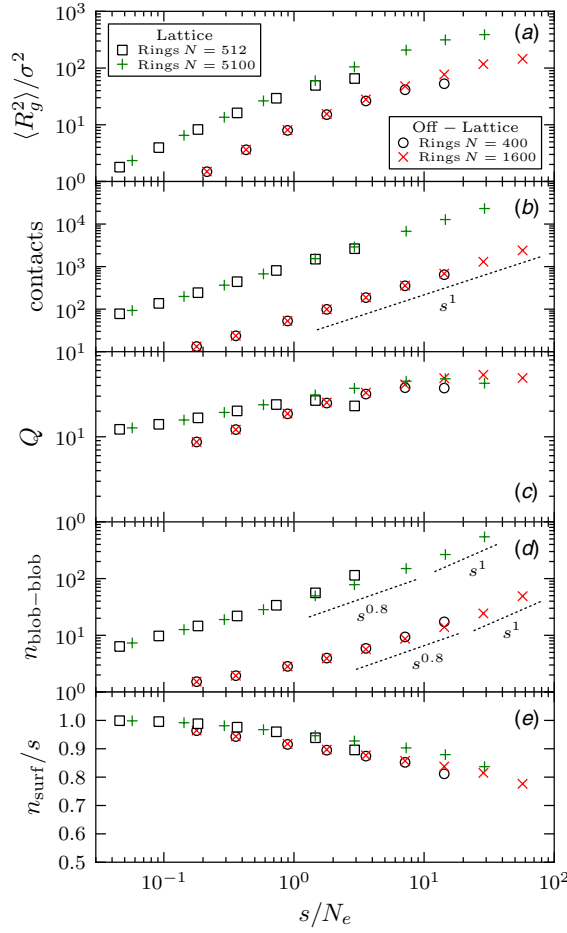 (a)
⟨R_g^2⟩/σ^2
10^3
10^2
10^1
10^0
Lattice
Rings N = 512
Rings N = 5100
Off − Lattice
Rings N = 400
Rings N = 1600
(b)
contacts
10^4
10^3
10^2
10^1
s^1
(c)
Q
10^1
10^0
(d)
n_blob−blob
10^2
10^1
10^0
s^0.8
s^1
s^0.8
s^1
(e)
n_surf/s
1.0
0.9
0.8
0.7
0.6
0.5
10^−1
10^0
10^1
10^2
s/N_e